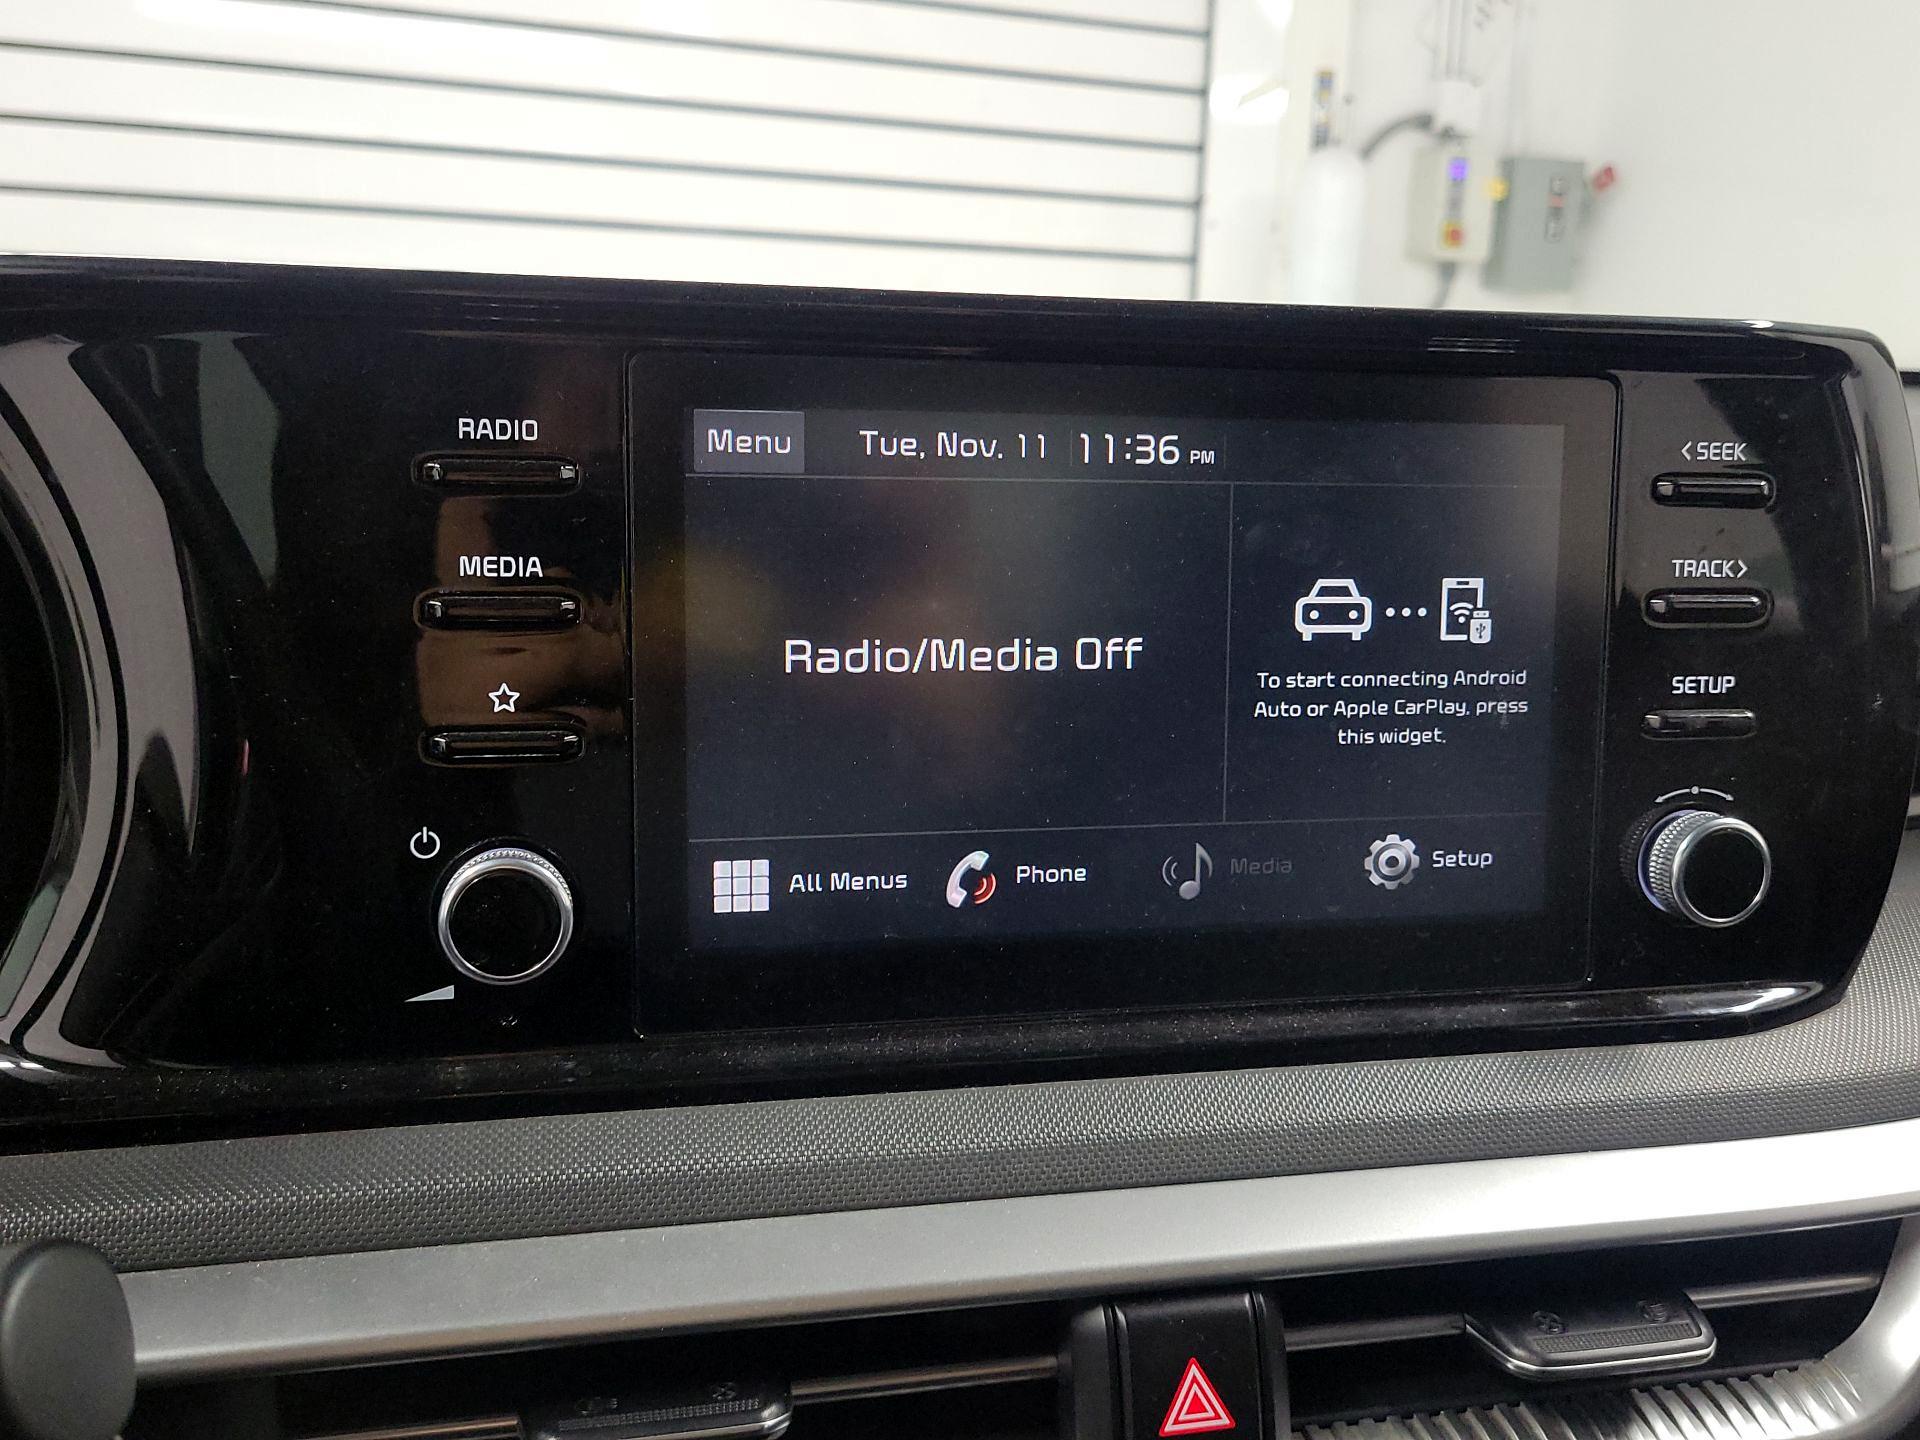 RADIO
MEDIA
Menu
Tue, Nov. 11
11:36 PM
Radio/Media Off
To start connecting Android
Auto or Apple CarPlay, press
this widget.
All Menus
Phone
Media
Setup
<SEEK
TRACK>
SETUP